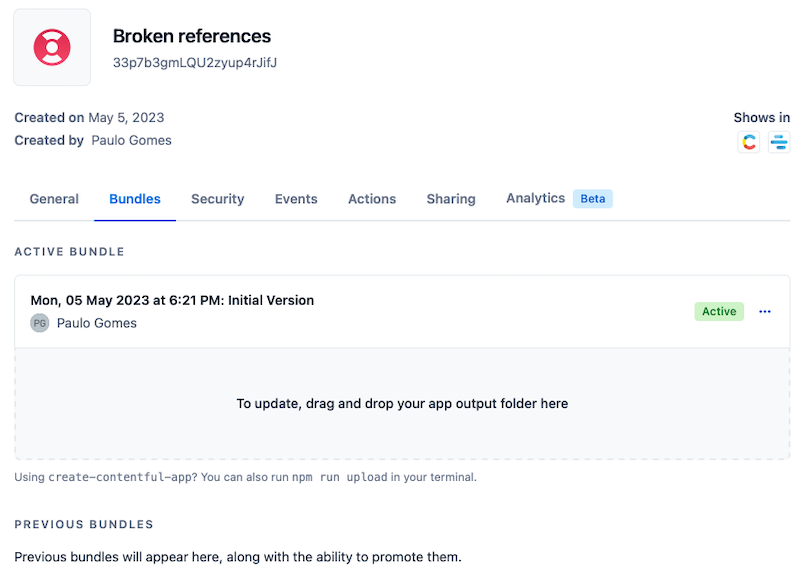 Broken references
33p7b3gmLQU2zyup4rJifJ
Created on May 5, 2023
Created by Paulo Gomes
Shows in
General Bundles Security Events Actions Sharing Analytics Beta
ACTIVE BUNDLE
Mon, 05 May 2023 at 6:21 PM: Initial Version
PG Paulo Gomes
Active
To update, drag and drop your app output folder here
Using create-contentful-app? You can also run npm run upload in your terminal.
PREVIOUS BUNDLES
Previous bundles will appear here, along with the ability to promote them.